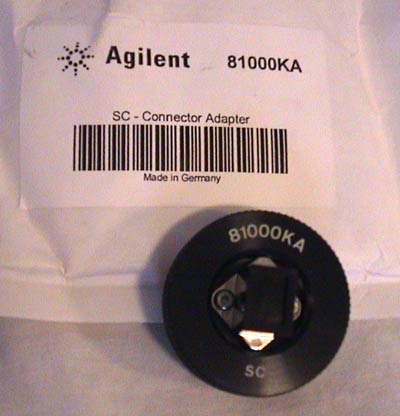 Agilent 81000KA
SC - Connector Adapter
Made in Germany
81000KA
SC